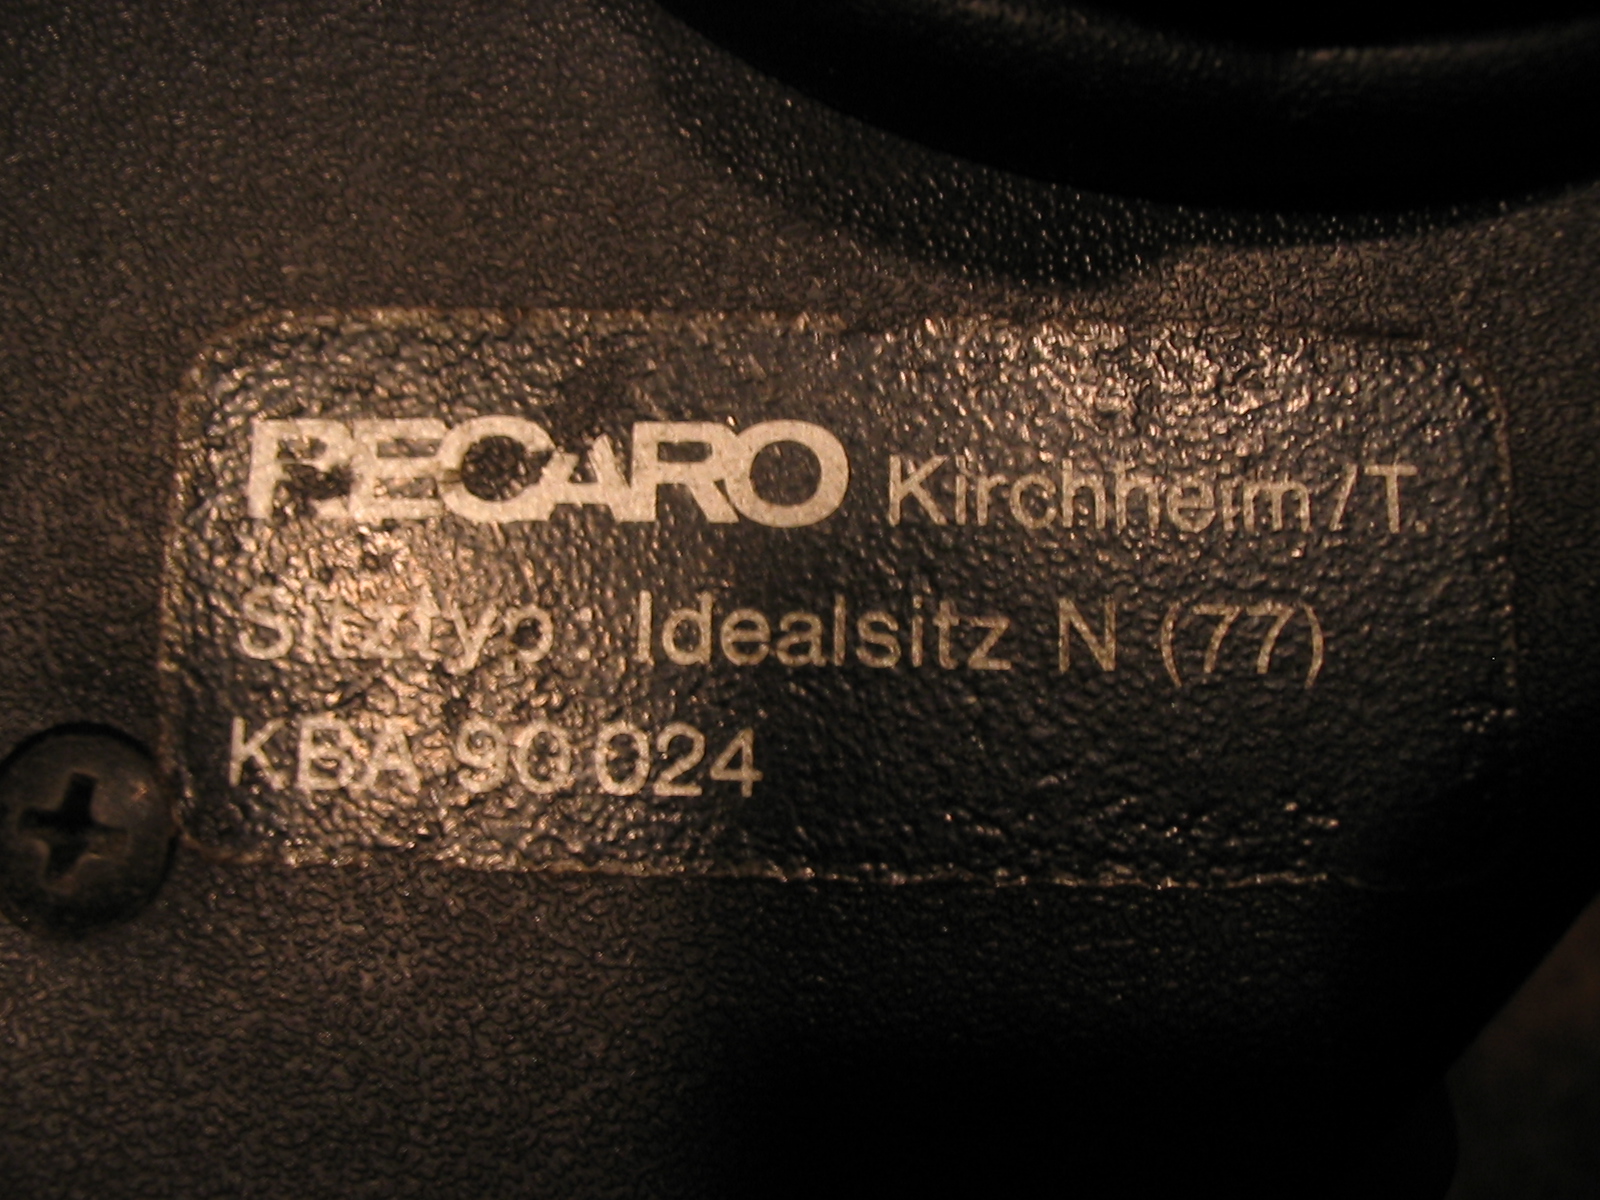 RECARO Kirchheim/T.
Sitztyp: Idealsitz N (77)
KBA 90 024